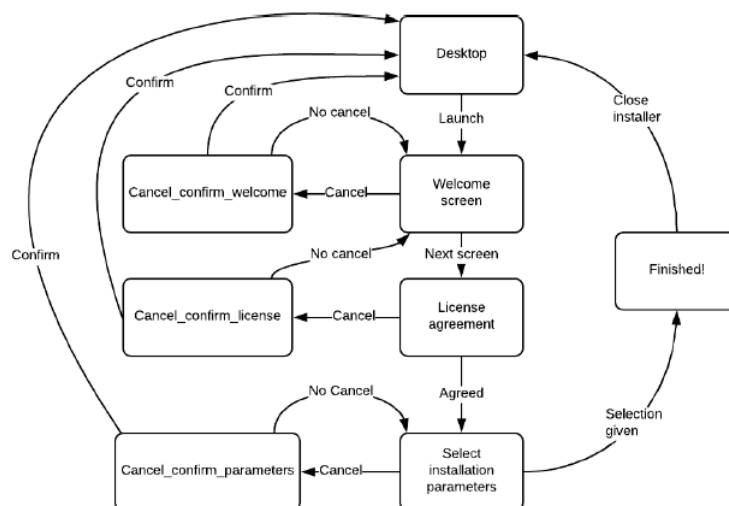 Desktop
Confirm
Confirm
Close
installer
Launch
No cancel
Cancel_confirm_welcome
Cancel
Welcome
screen
Confirm
No cancel
Next screen
Finished!
Cancel_confirm_license
Cancel
License
agreement
No Cancel
Agreed
Selection
given
Cancel_confirm_parameters
Cancel
Select
installation
parameters